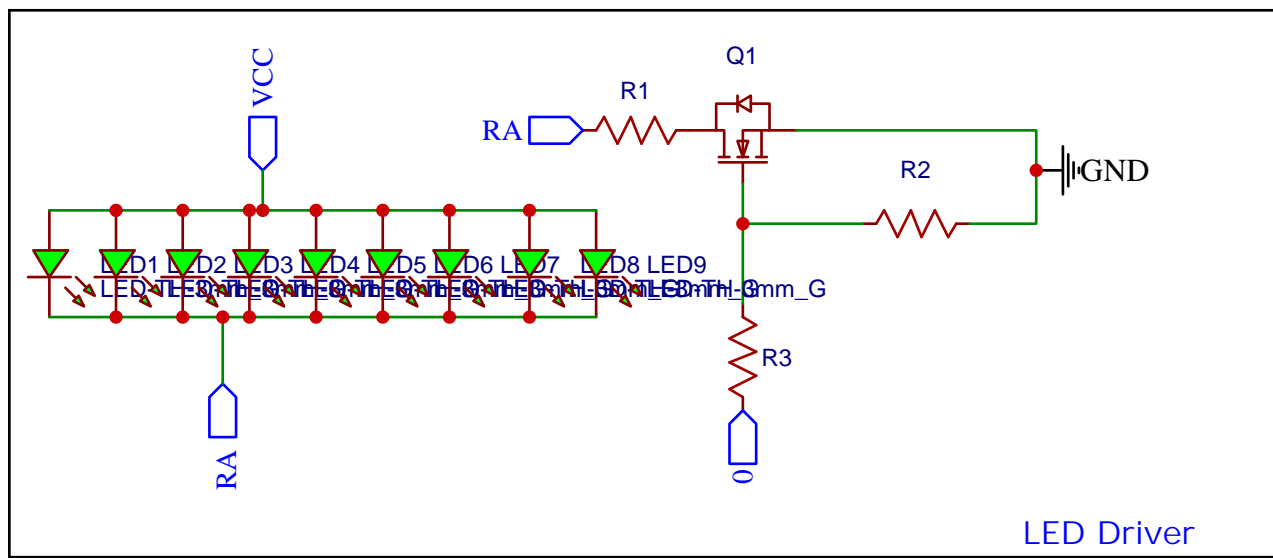 VCC
Q1
R1
RA
R2
GND
LED1 LED2 LED3 LED4 LED5 LED6 LED7 LED8 LED9
R3
RA
0
LED Driver